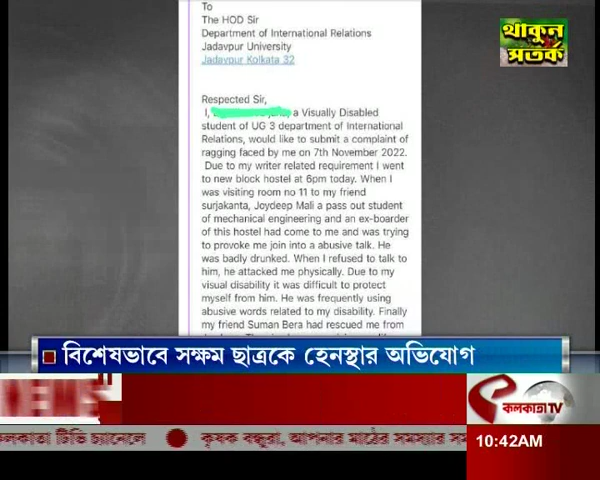 To
The HOD Sir
Department of International Relations
Jadavpur University
Jadavpur Kolkata 32
থাকুন
সতর্ক
Respected Sir,
I, a Visually Disabled
student of UG 3 department of International
Relations, would like to submit a complaint of
ragging faced by me on 7th November 2022.
Due to my writer related requirement I went
to new block hostel at 6pm today. When I
was visiting room no 11 to my friend
surjakanta, Joydeep Mali a pass out student
of mechanical engineering and an ex-boarder
of this hostel had come to me and was trying
to provoke me join into a abusive talk. He
was badly drunked. When I refused to talk to
him, he attacked me physically. Due to my
visual disability it was difficult to protect
myself from him. He was frequently using
abusive words related to my disability. Finally
my friend Suman Bera had rescued me from
বিশেষভাবে সক্ষম ছাত্রকে হেনস্থার অভিযোগ
NEWS
কলকাতা TV
কলকাতা টিভি চ্যানেলে
কৃষক বন্ধুরা, আপনার মাঠের সমস্যার
10:42AM